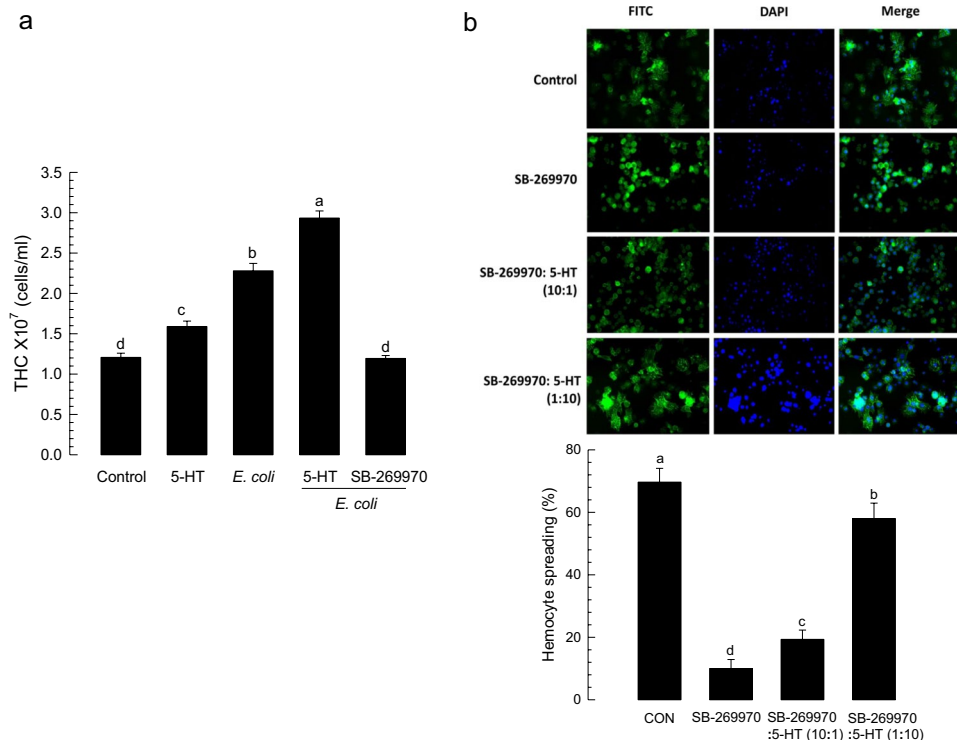 a
THC X10⁷ (cells/ml)
3.5
3.0
2.5
2.0
1.5
1.0
0.5
0.0
d
c
b
a
d
Control 5-HT E. coli 5-HT SB-269970
E. coli
b
FITC DAPI Merge
Control
SB-269970
SB-269970: 5-HT
(10:1)
SB-269970: 5-HT
(1:10)
Hemocyte spreading (%)
80
60
40
20
0
a
d
c
b
CON SB-269970 SB-269970 SB-269970
:5-HT (10:1) :5-HT (1:10)